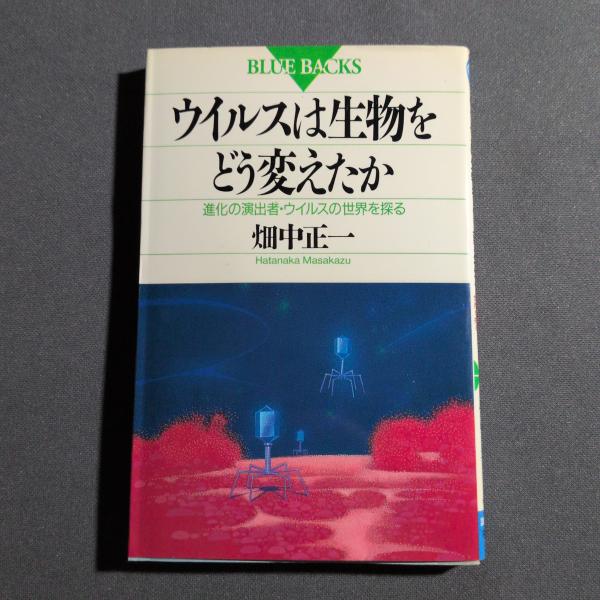 BLUE BACKS
ウイルスは生物を
どう変えたか
進化の演出者・ウイルスの世界を探る
畑中正一
Hatanaka Masakazu